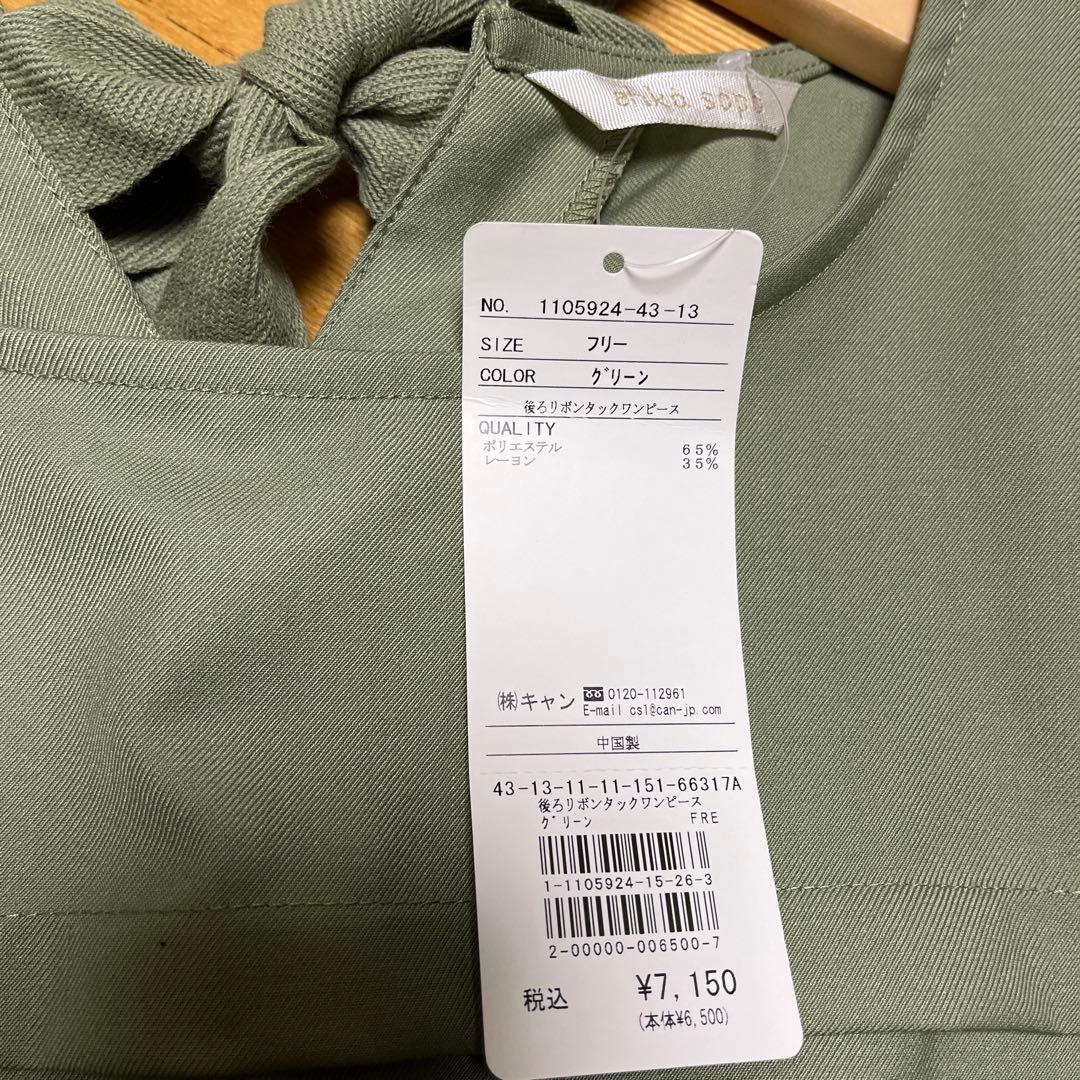 ehka sopo
NO. 1105924-43-13
SIZE フリー
COLOR グリーン
後ろリボンタックワンピース
QUALITY
ポリエステル 65%
レーヨン 35%
㈱キャン 0120-112961
E-mail cs1@can-jp.com
中国製
43-13-11-11-151-66317A
後ろリボンタックワンピース
グリーン FRE
1-1105924-15-26-3
2-00000-006500-7
税込 ¥7,150
(本体¥6,500)